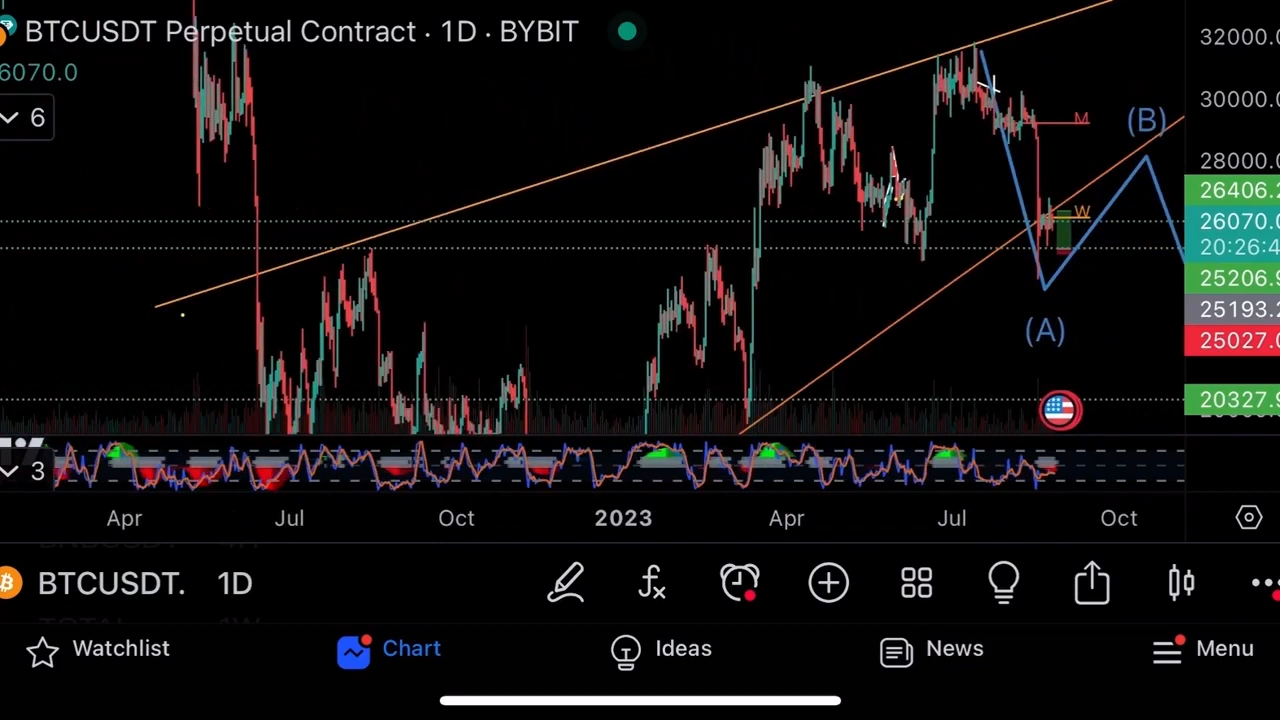 BTCUSDT Perpetual Contract · 1D · BYBIT
6070.0
6
32000.0
30000.0
M
(B)
28000.0
26406.2
W
26070.0
20:26:4
25206.9
25193.2
(A)
25027.0
20327.9
3
Apr Jul Oct 2023 Apr Jul Oct
BTCUSDT. 1D
Watchlist Chart Ideas News Menu